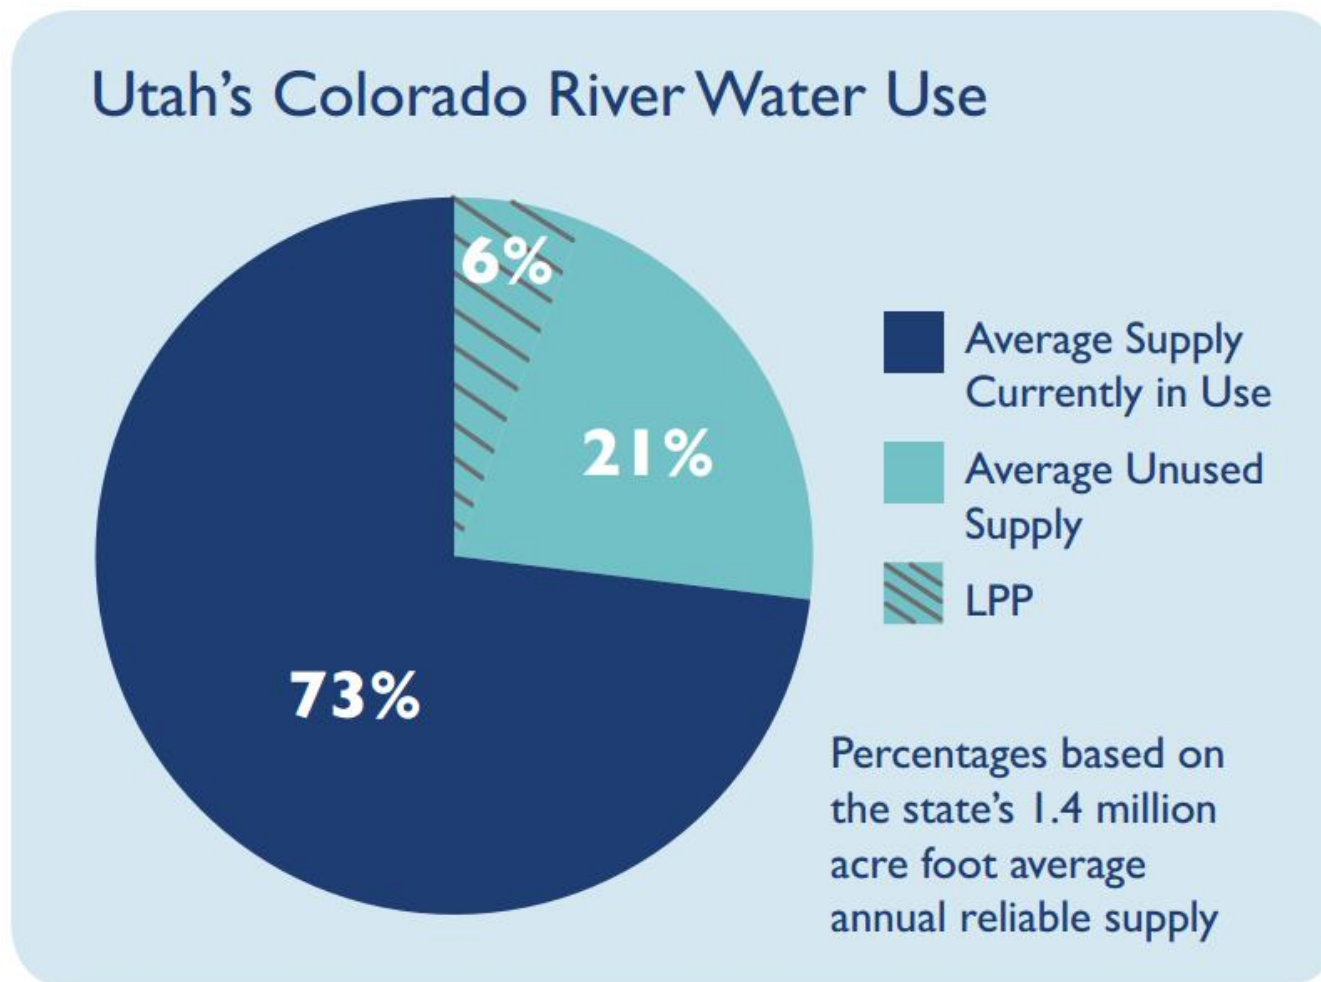 Utah's Colorado River Water Use
6%
21%
73%
Average Supply
Currently in Use
Average Unused
Supply
LPP
Percentages based on
the state's 1.4 million
acre foot average
annual reliable supply